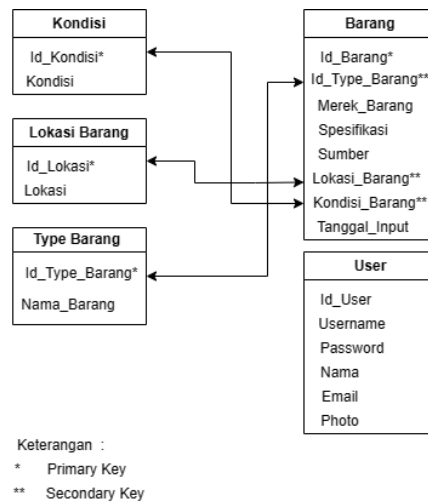 Kondisi
Id_Kondisi*
Kondisi
Lokasi Barang
Id_Lokasi*
Lokasi
Type Barang
Id_Type_Barang*
Nama_Barang
Barang
Id_Barang*
Id_Type_Barang**
Merek_Barang
Spesifikasi
Sumber
Lokasi_Barang**
Kondisi_Barang**
Tanggal_Input
User
Id_User
Username
Password
Nama
Email
Photo
Keterangan :
* Primary Key
** Secondary Key